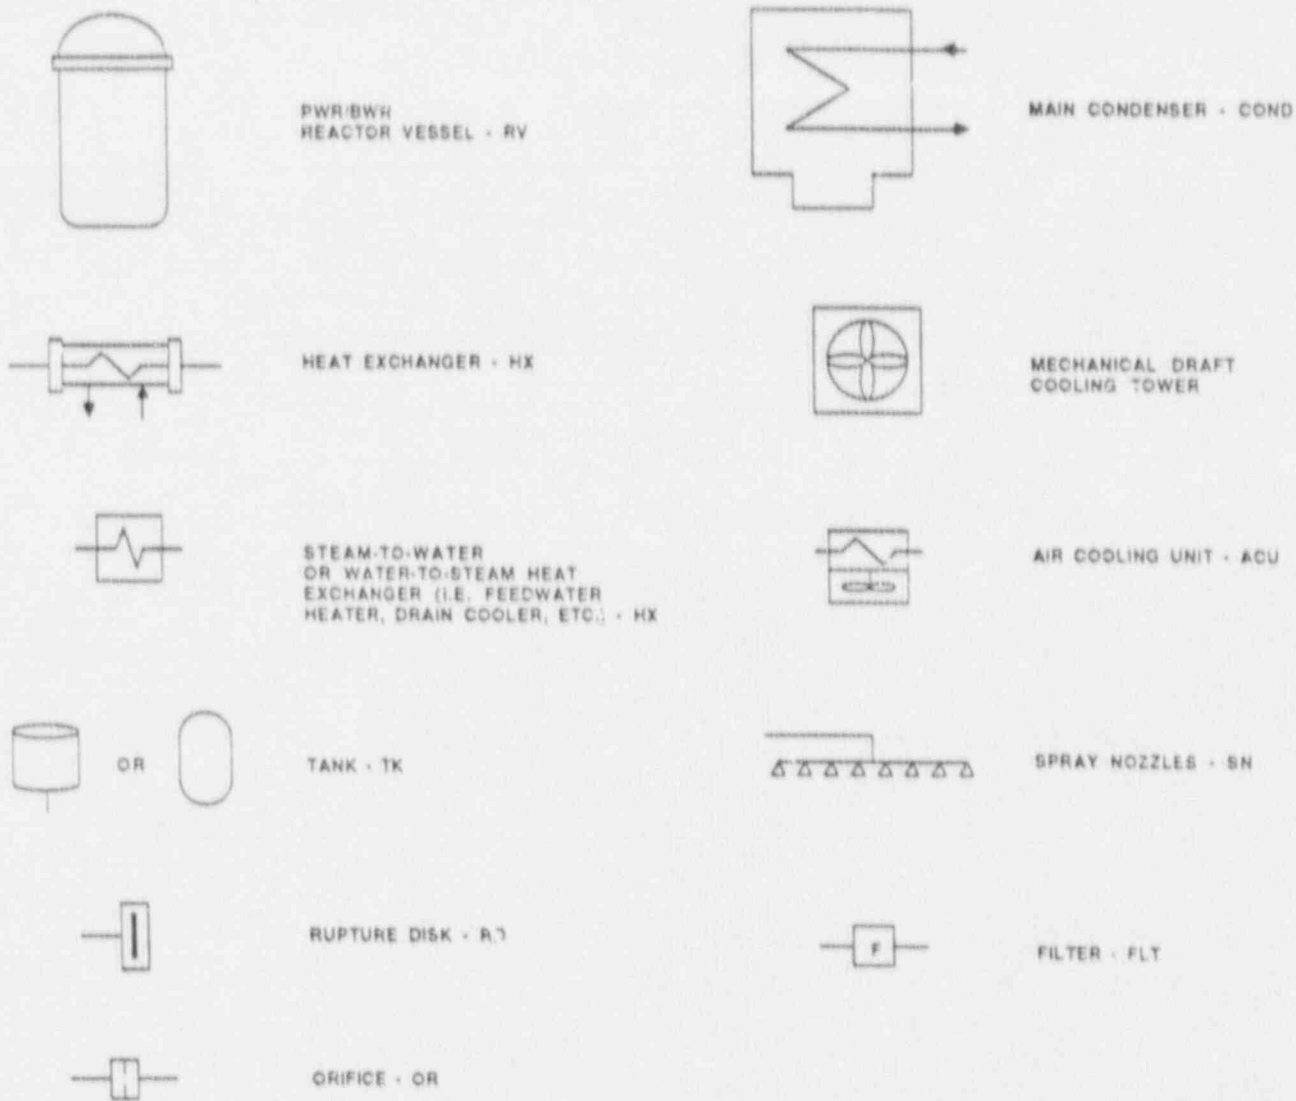 PWR/BWR
REACTOR VESSEL - RV
MAIN CONDENSER - COND
HEAT EXCHANGER - HX
MECHANICAL DRAFT
COOLING TOWER
STEAM-TO-WATER
OR WATER-TO-STEAM HEAT
EXCHANGER (I.E. FEEDWATER
HEATER, DRAIN COOLER, ETC.) - HX
AIR COOLING UNIT - ACU
OR
TANK - TK
SPRAY NOZZLES - SN
RUPTURE DISK -
F
FILTER - FLT
ORIFICE - OR